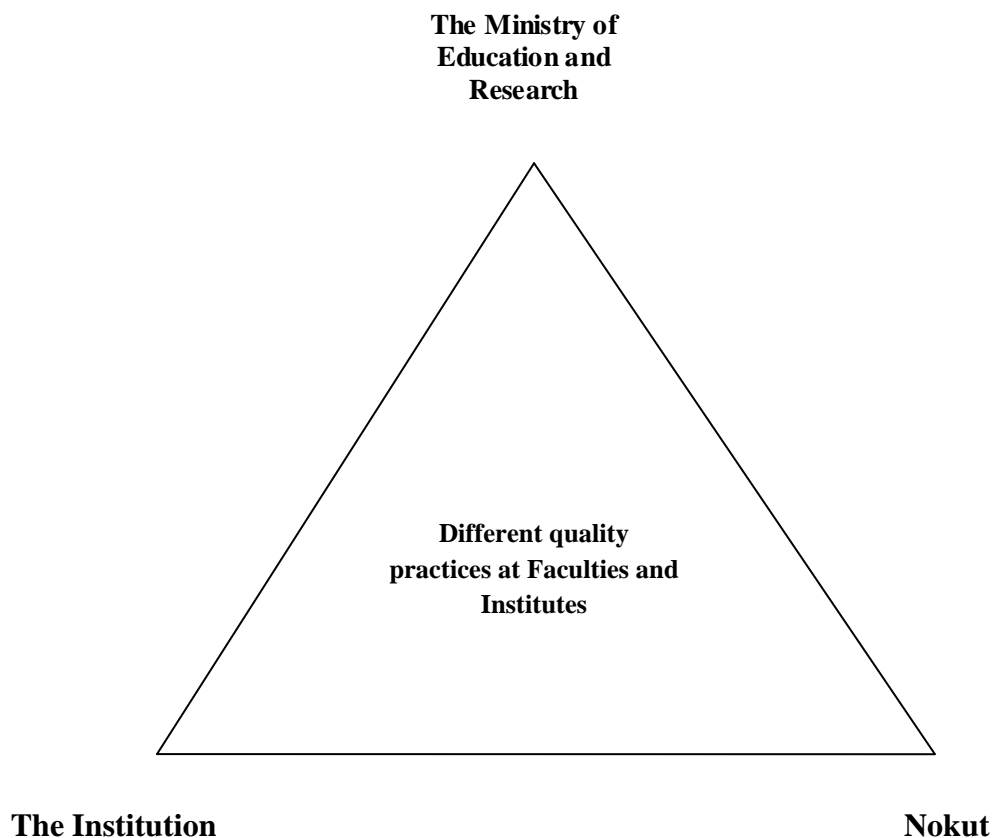 The Ministry of
Education and
Research
Different quality
practices at Faculties and
Institutes
The Institution
Nokut